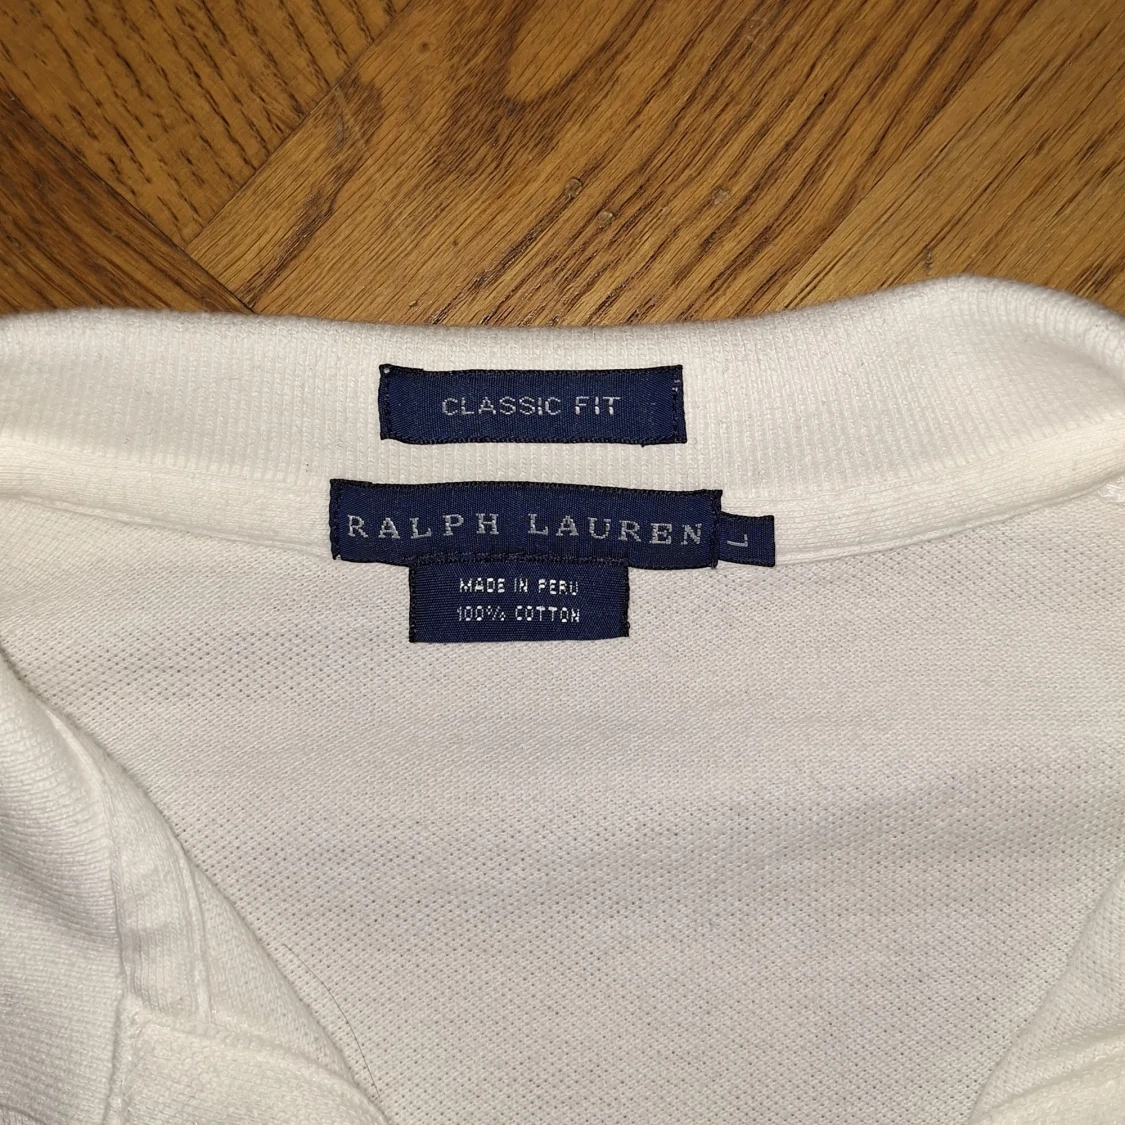 CLASSIC FIT
RALPH LAUREN
L
MADE IN PERU
100% COTTON